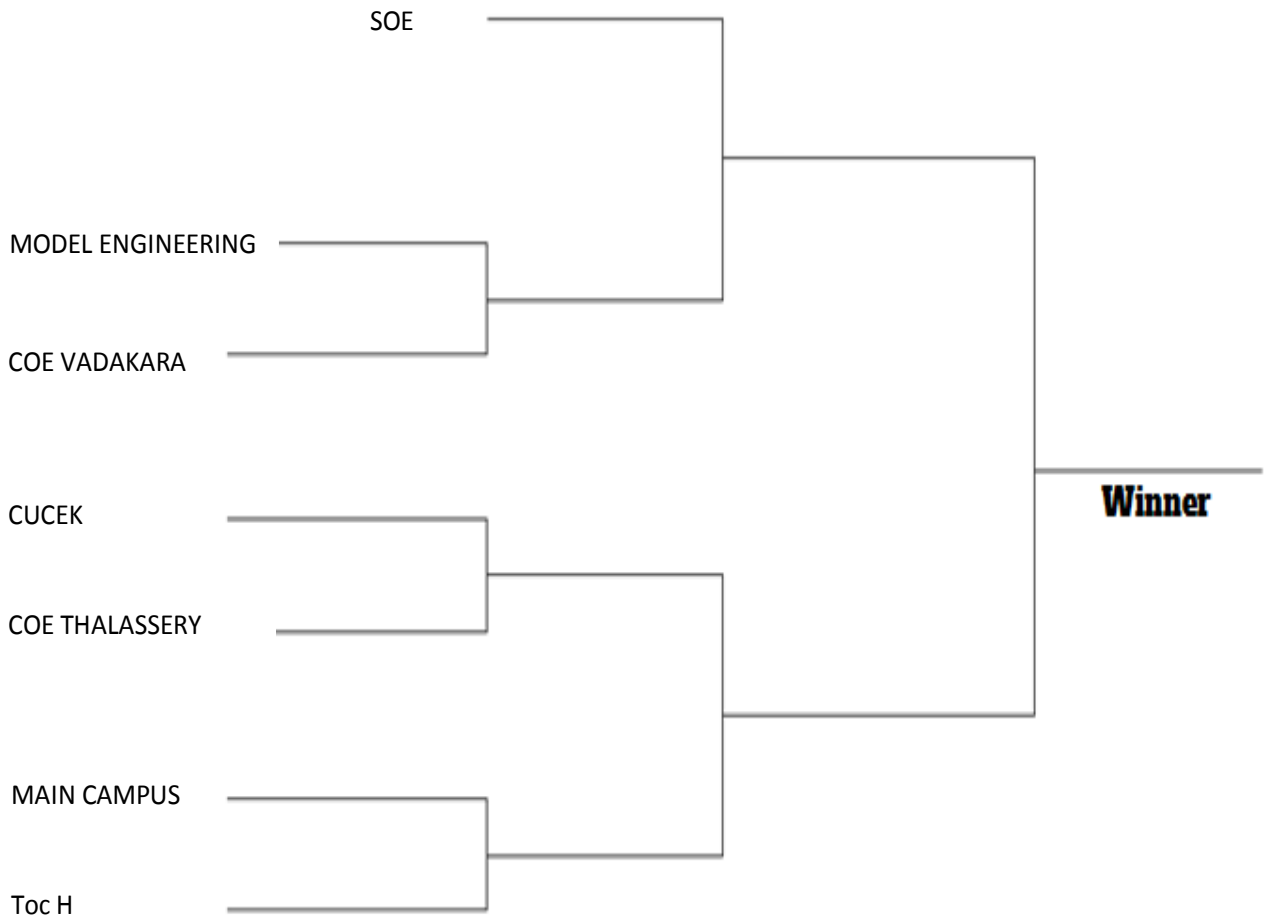 SOE
MODEL ENGINEERING
COE VADAKARA
CUCEK
Winner
COE THALASSERY
MAIN CAMPUS
Toc H